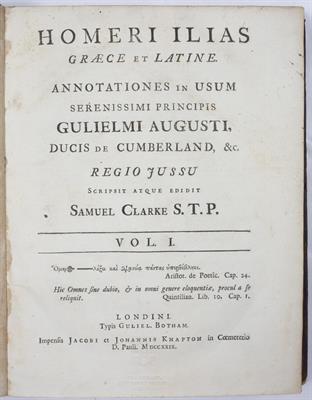 HOMERI ILIAS
GRÆCE ET LATINE.
ANNOTATIONES IN USUM
SERENISSIMI PRINCIPIS
GULIELMI AUGUSTI,
DUCIS DE CUMBERLAND, &c.
REGIO JUSSU
SCRIPSIT ATQUE EDIDIT
SAMUEL CLARKE S. T. P.
VOL. I.
λέξει καὶ πάντας
Aristot. de Poetic. Cap. 24.
Hic Omnes sine dubio, & in omni genere eloquentiæ, procul a se
reliquit. Quintilian. Lib. 10. Cap. 1.
LONDINI.
Typis GULIEL. BOTHAM.
Impensis JACOBI et JOHANNIS KNAPTON in Cœmeterio
D. Pauli. MDCCXXIX.